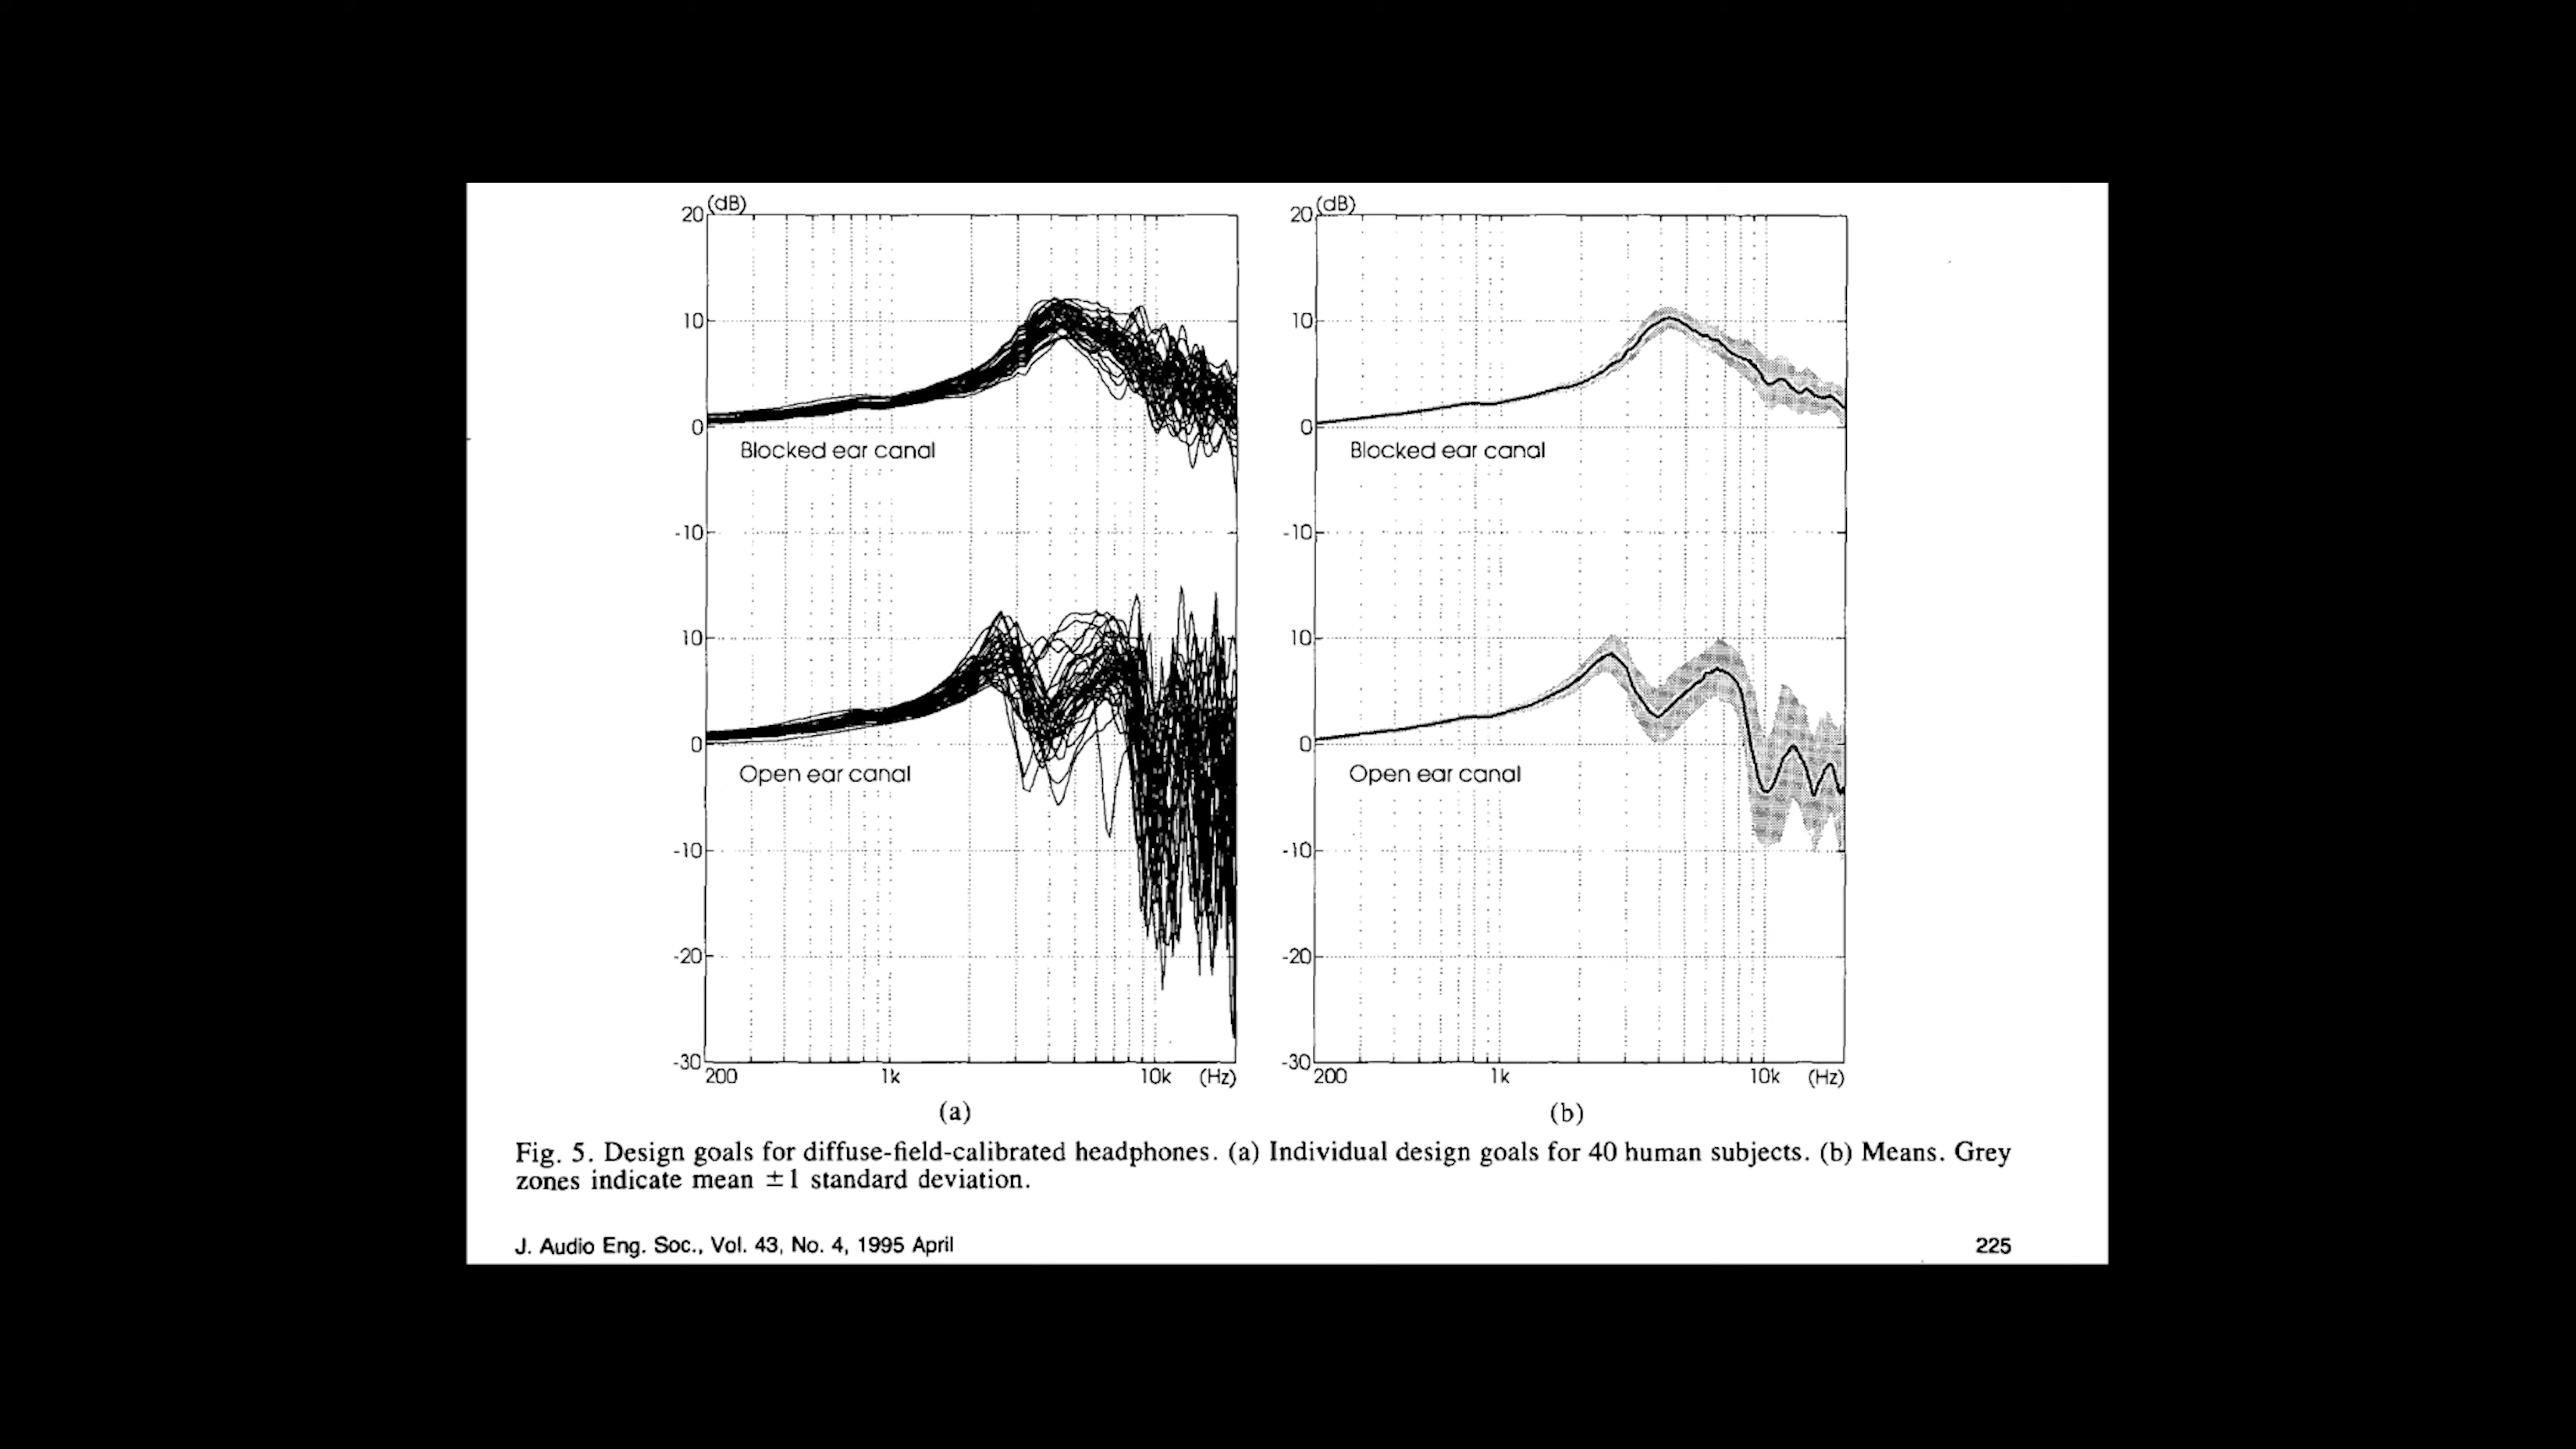 (dB)
20
10
0
Blocked ear canal
-10
10
0
Open ear canal
-10
-20
-30
200 1k 10k (Hz)
(a)
(dB)
20
10
0
Blocked ear canal
-10
10
0
Open ear canal
-10
-20
-30
200 1k 10k (Hz)
(b)
Fig. 5. Design goals for diffuse-field-calibrated headphones. (a) Individual design goals for 40 human subjects. (b) Means. Grey
zones indicate mean ±1 standard deviation.
J. Audio Eng. Soc., Vol. 43, No. 4, 1995 April 225